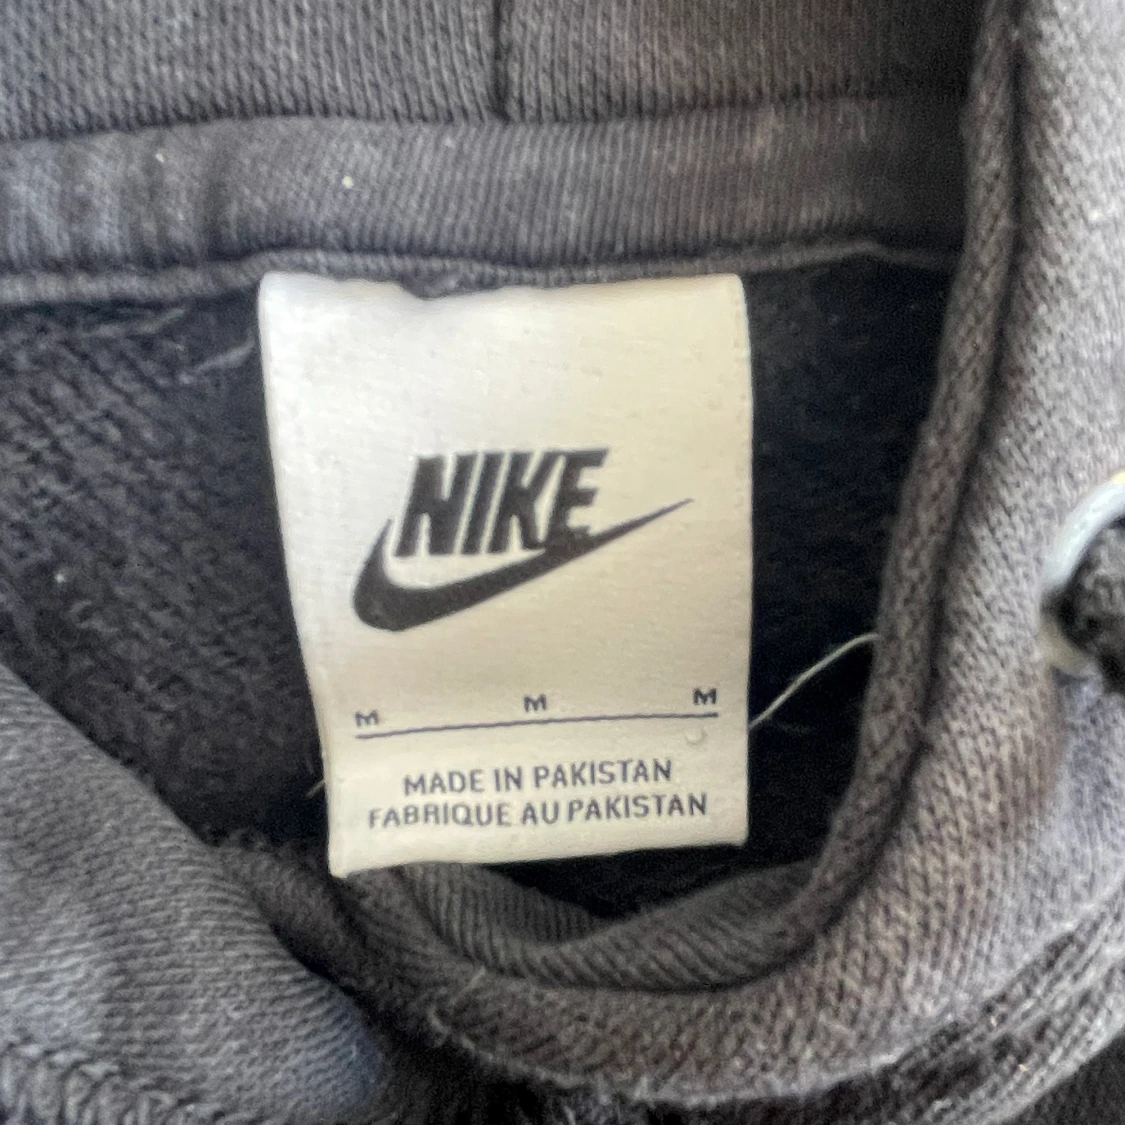 NIKE
M M M
MADE IN PAKISTAN
FABRIQUE AU PAKISTAN